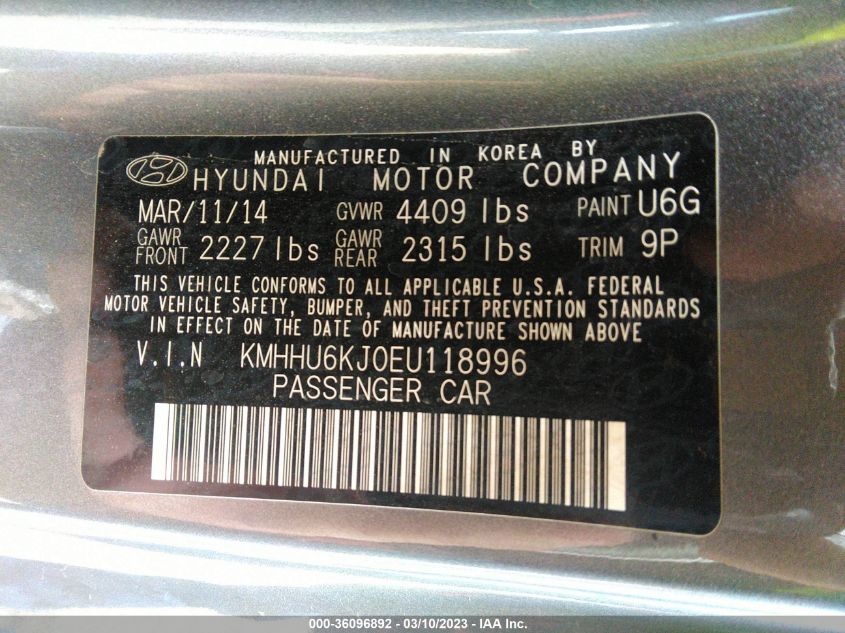 MANUFACTURED IN KOREA BY
HYUNDAI MOTOR COMPANY
MAR/11/14 GVWR 4409 lbs PAINT U6G
GAWR FRONT 2227 lbs GAWR REAR 2315 lbs TRIM 9P
THIS VEHICLE CONFORMS TO ALL APPLICABLE U.S.A. FEDERAL
MOTOR VEHICLE SAFETY, BUMPER, AND THEFT PREVENTION STANDARDS
IN EFFECT ON THE DATE OF MANUFACTURE SHOWN ABOVE
V.I.N KMHHU6KJ0EU118996
PASSENGER CAR
000-36096892 - 03/10/2023 - IAA Inc.